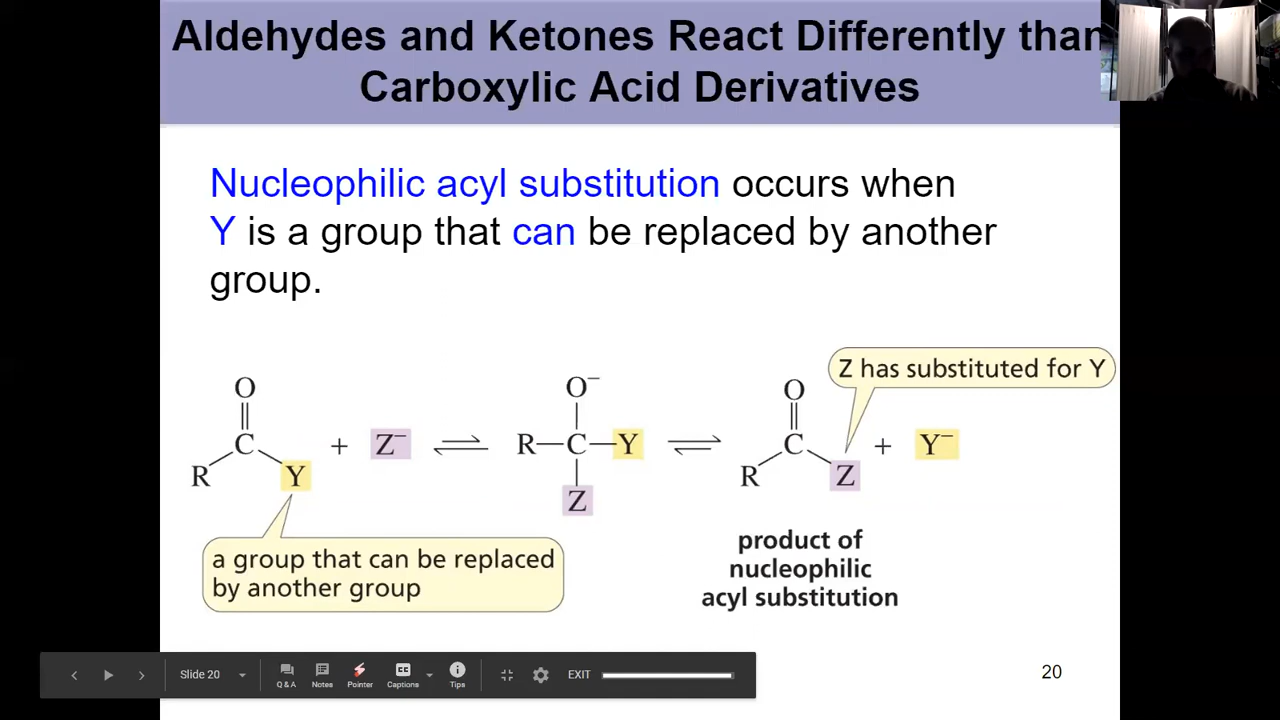 Aldehydes and Ketones React Differently than
Carboxylic Acid Derivatives
Nucleophilic acyl substitution occurs when
Y is a group that can be replaced by another
group.
Z has substituted for Y
O
C
R
Y
+
Z⁻
O⁻
R—C—Y
Z
O
C
R
Z
+
Y⁻
a group that can be replaced
by another group
product of
nucleophilic
acyl substitution
Slide 20
Q & A
Notes
Pointer
Captions
Tips
EXIT
20